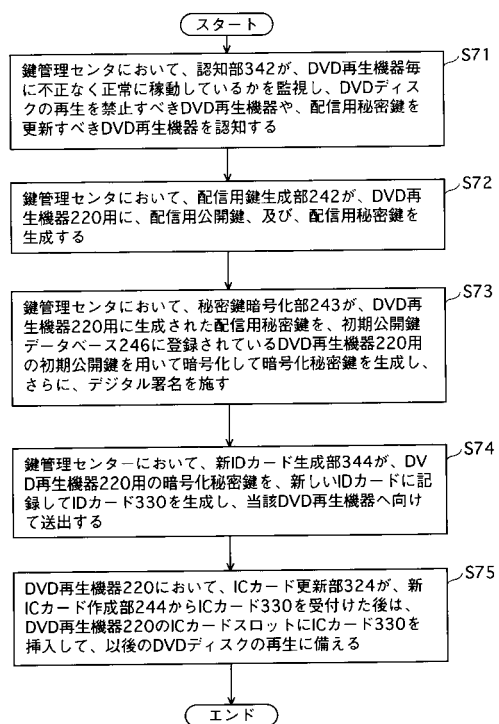 スタート
S71
鍵管理センタにおいて、認知部342が、DVD再生機器毎
に不正なく正常に稼動しているかを監視し、DVDディス
クの再生を禁止すべきDVD再生機器や、配信用秘密鍵を
更新すべきDVD再生機器を認知する
S72
鍵管理センタにおいて、配信用鍵生成部242が、DVD再
生機器220用に、配信用公開鍵、及び、配信用秘密鍵を
生成する
S73
鍵管理センタにおいて、秘密鍵暗号化部243が、DVD再
生機器220用に生成された配信用秘密鍵を、初期公開鍵
データベース246に登録されているDVD再生機器220用
の初期公開鍵を用いて暗号化して暗号化秘密鍵を生成し、
さらに、デジタル署名を施す
S74
鍵管理センターにおいて、新IDカード生成部344が、DV
D再生機器220用の暗号化秘密鍵を、新しいIDカードに記
録してIDカード330を生成し、当該DVD再生機器へ向け
て送出する
S75
DVD再生機器220において、ICカード更新部324が、新
ICカード作成部244からICカード330を受付けた後は、
DVD再生機器220のICカードスロットにICカード330を
挿入して、以後のDVDディスクの再生に備える
エンド